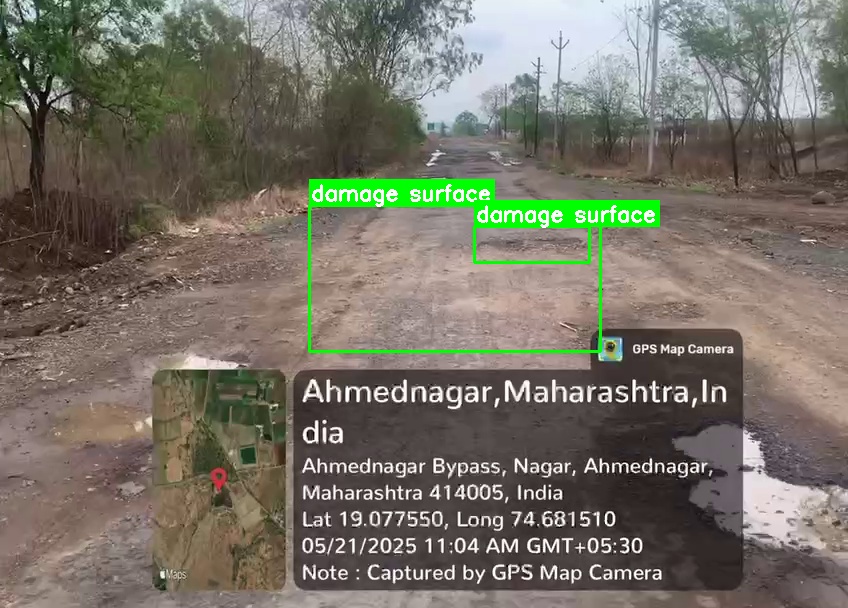 damage surface
damage surface
GPS Map Camera
Ahmednagar,Maharashtra,In
dia
Ahmednagar Bypass, Nagar, Ahmednagar,
Maharashtra 414005, India
Lat 19.077550, Long 74.681510
05/21/2025 11:04 AM GMT+05:30
Note : Captured by GPS Map Camera
Maps